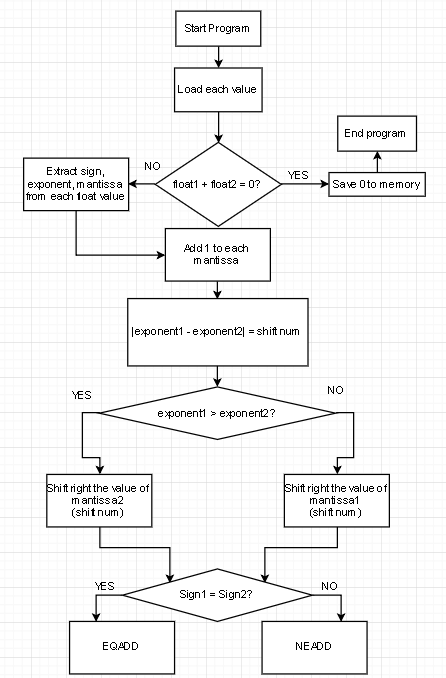 Start Program
Load each value
End program
float1 + float2 = 0?
NO
YES
Extract sign,
exponent, mantissa
from each float value
Save 0 to memory
Add 1 to each
mantissa
|exponent1 - exponent2| = shift num
exponent1 > exponent2?
YES
NO
Shift right the value of
mantissa2
(shift num)
Shift right the value of
mantissa1
(shift num)
Sign1 = Sign2?
YES
NO
EQADD
NEADD